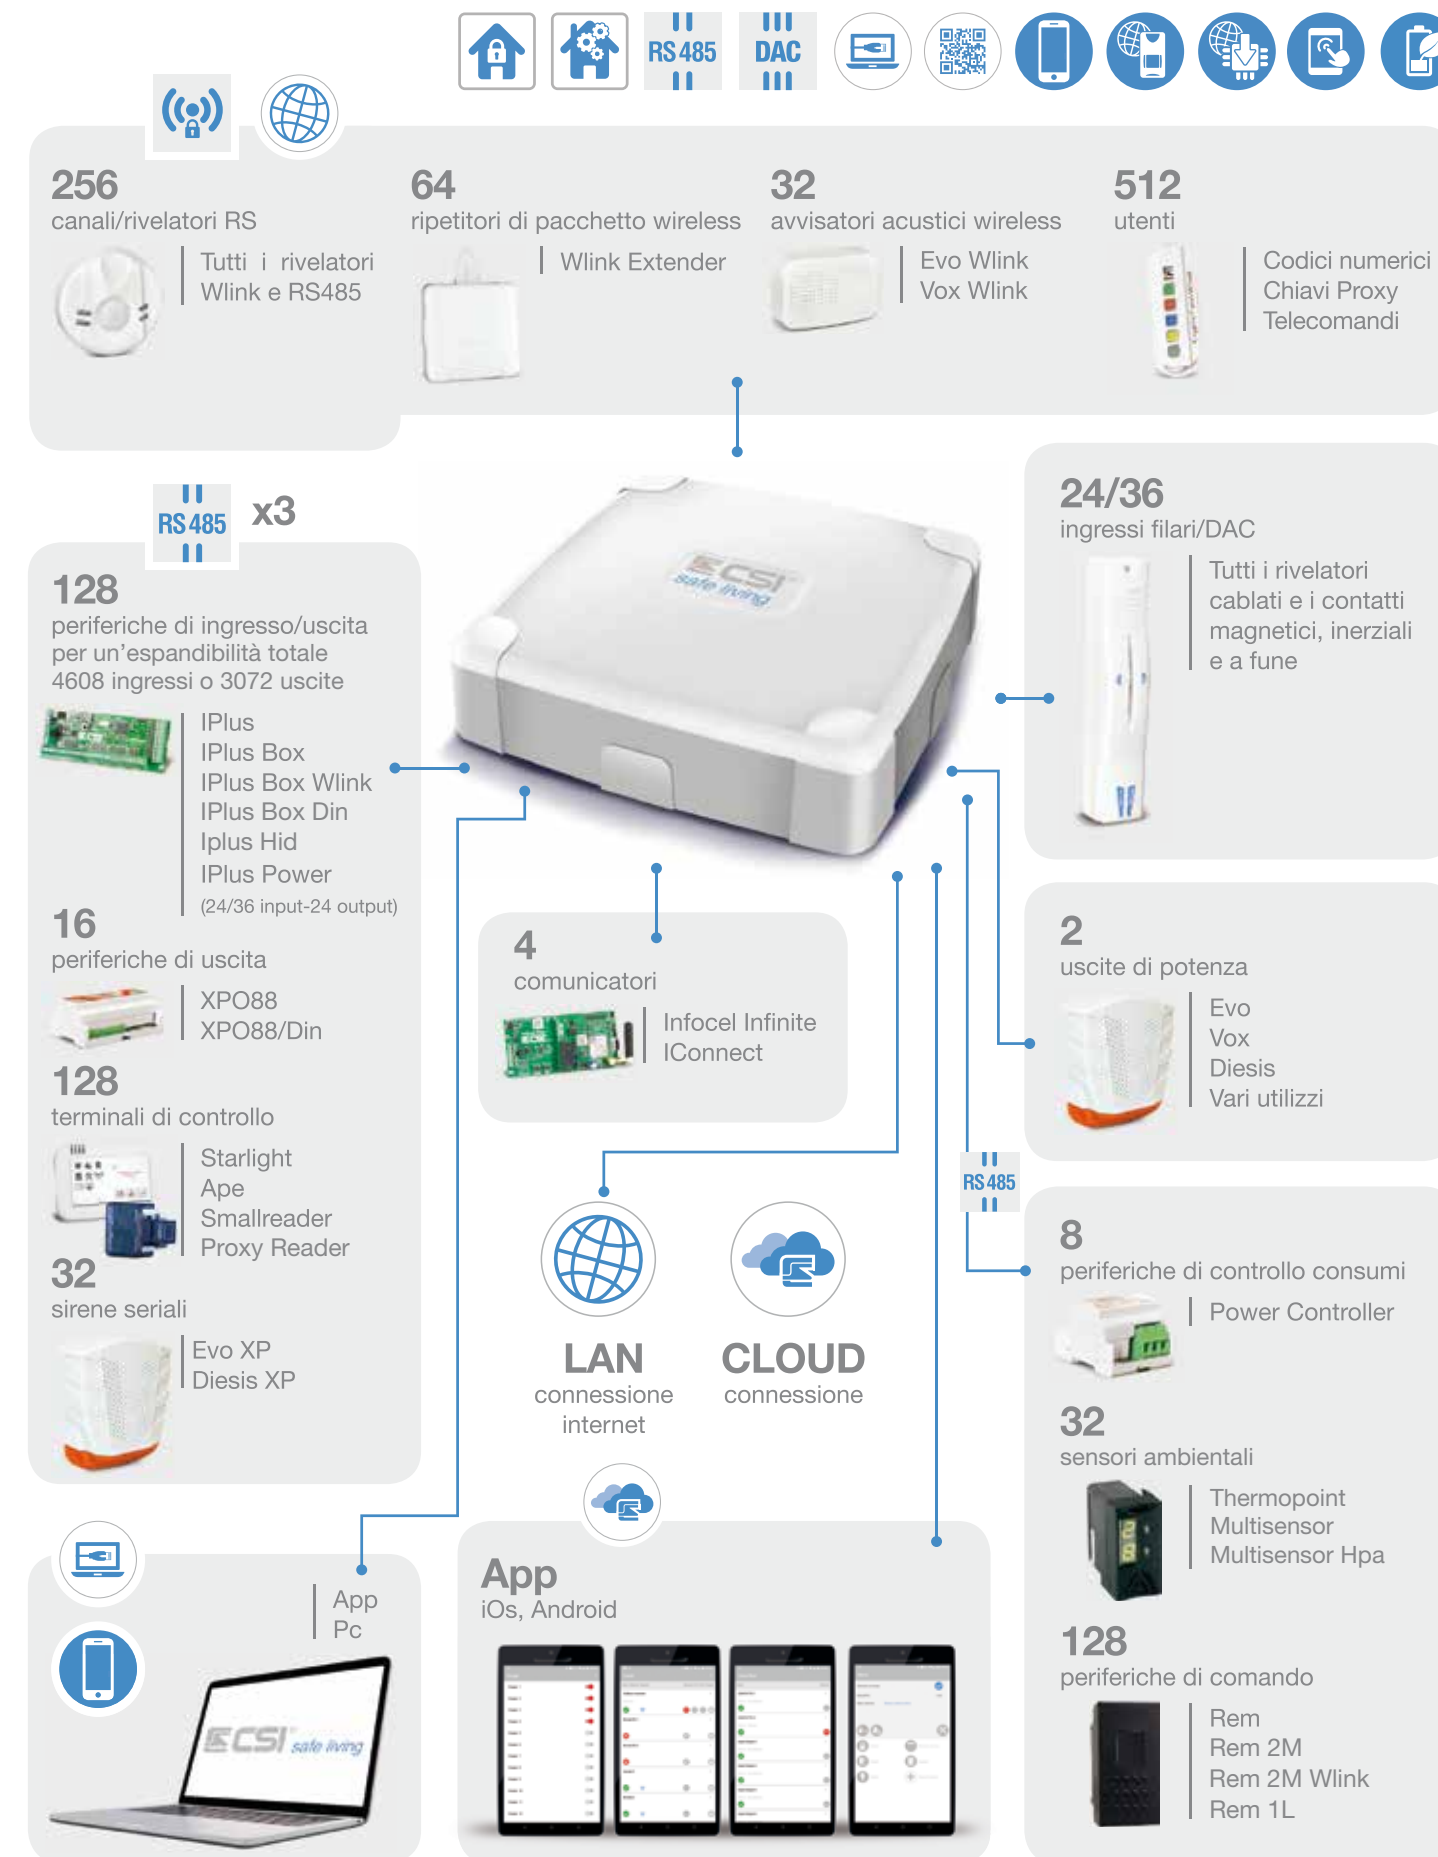 RS485
DAC
256
canali/rivelatori RS
Tutti i rivelatori
Wlink e RS485
64
ripetitori di pacchetto wireless
Wlink Extender
32
avvisatori acustici wireless
Evo Wlink
Vox Wlink
512
utenti
Codici numerici
Chiavi Proxy
Telecomandi
RS485
x3
128
periferiche di ingresso/uscita
per un'espandibilità totale
4608 ingressi o 3072 uscite
IPlus
IPlus Box
IPlus Box Wlink
IPlus Box Din
Iplus Hid
IPlus Power
(24/36 input-24 output)
16
periferiche di uscita
XPO88
XPO88/Din
128
terminali di controllo
Starlight
Ape
Smallreader
Proxy Reader
32
sirene seriali
Evo XP
Diesis XP
ECSI
safe living
24/36
ingressi filari/DAC
Tutti i rivelatori
cablati e i contatti
magnetici, inerziali
e a fune
4
comunicatori
Infocel Infinite
IConnect
2
uscite di potenza
Evo
Vox
Diesis
Vari utilizzi
LAN
connessione
internet
CLOUD
connessione
RS485
8
periferiche di controllo consumi
Power Controller
32
sensori ambientali
Thermopoint
Multisensor
Multisensor Hpa
128
periferiche di comando
Rem
Rem 2M
Rem 2M Wlink
Rem 1L
App
Pc
ECSI safe living
App
iOs, Android